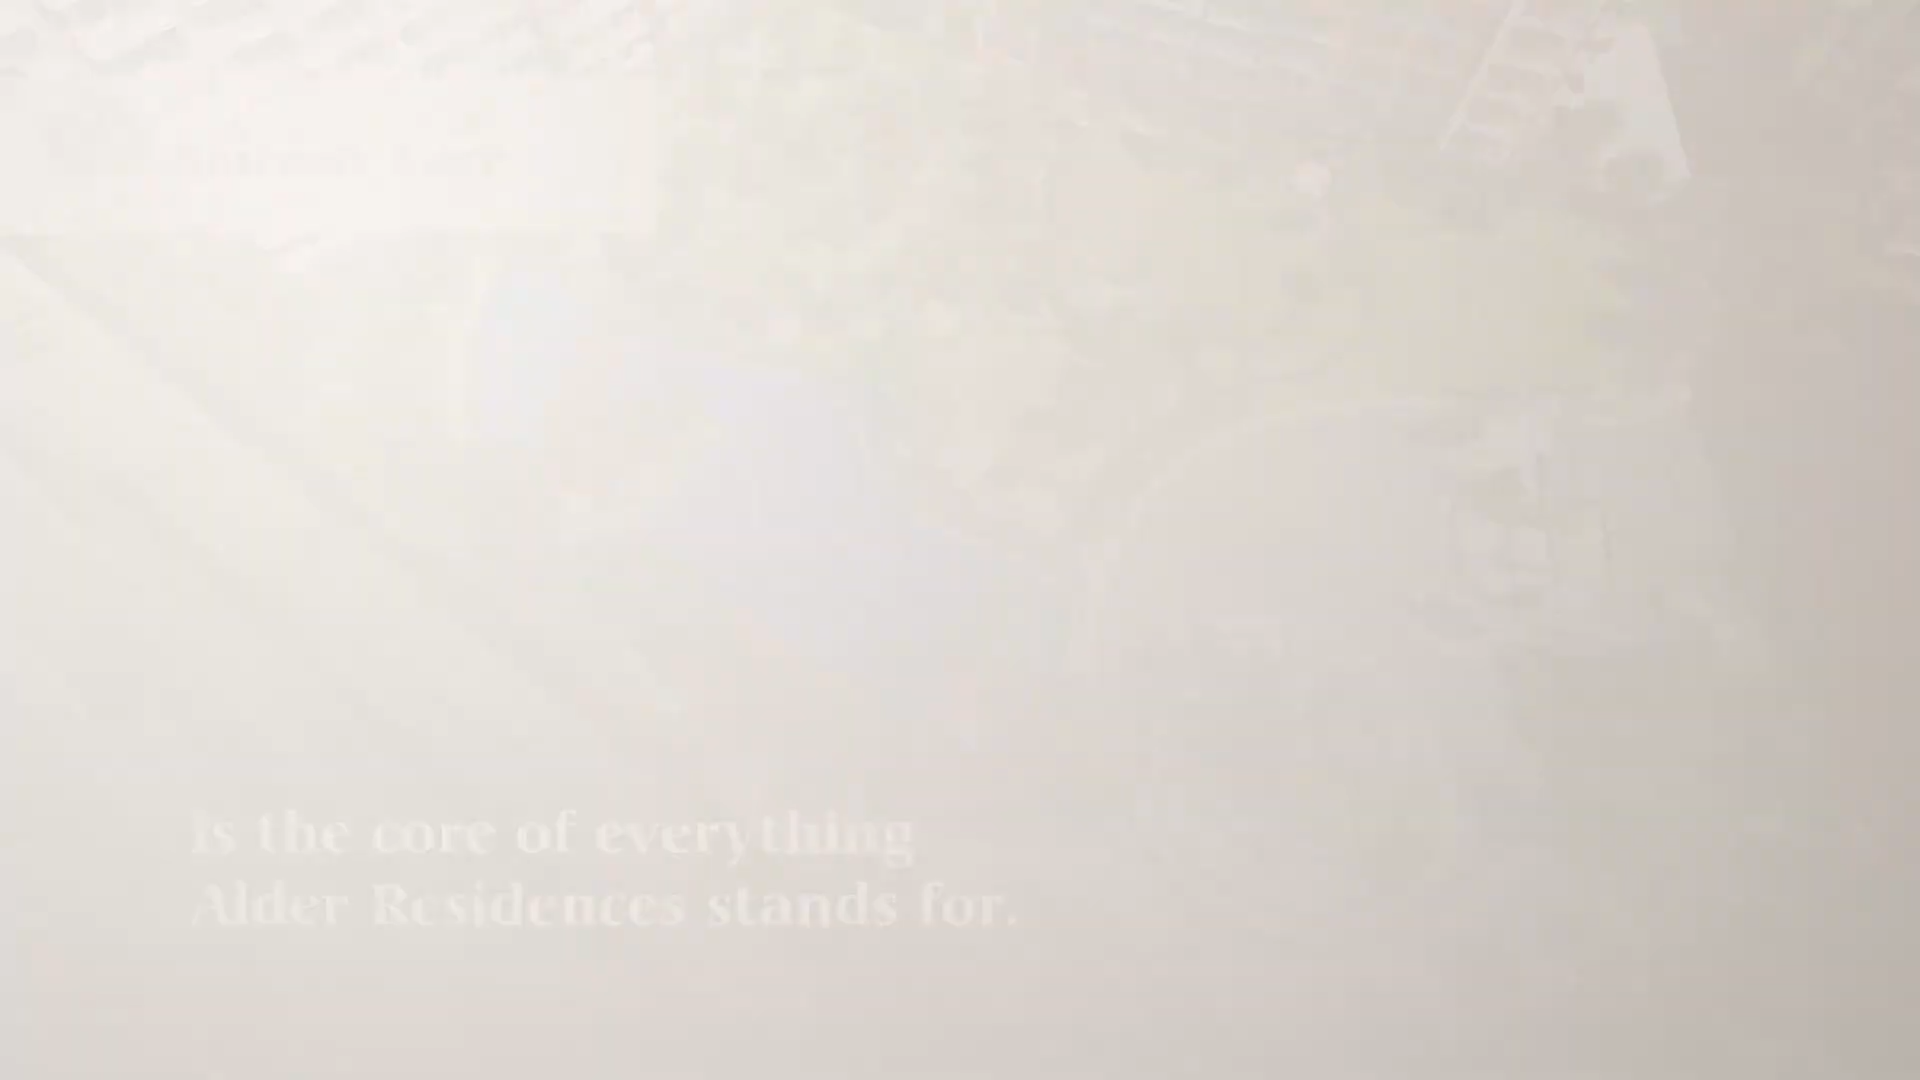 Is the core of everything
Alder Residences stands for.